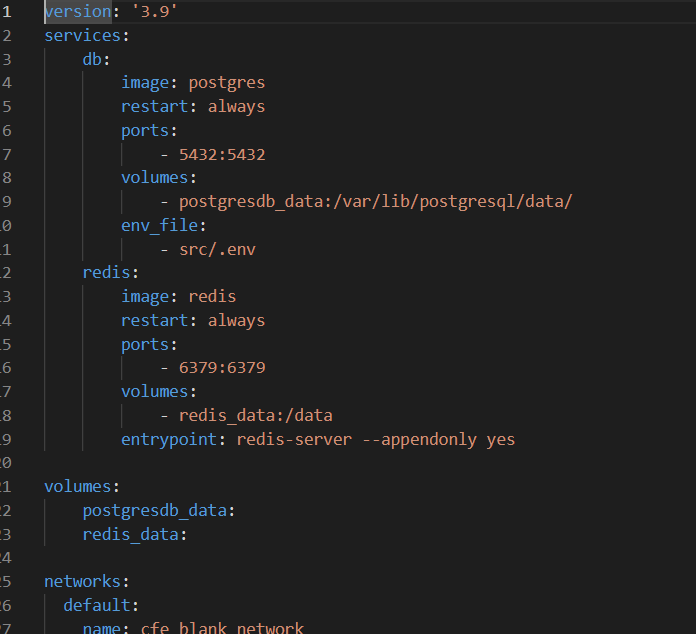 1 version: '3.9'
2 services:
3     db:
4         image: postgres
5         restart: always
6         ports:
7             - 5432:5432
8         volumes:
9             - postgresdb_data:/var/lib/postgresql/data/
10         env_file:
11             - src/.env
12     redis:
13         image: redis
14         restart: always
15         ports:
16             - 6379:6379
17         volumes:
18             - redis_data:/data
19         entrypoint: redis-server --appendonly yes
20
21 volumes:
22     postgresdb_data:
23     redis_data:
24
25 networks:
26   default:
27     name: cfe_blank_network